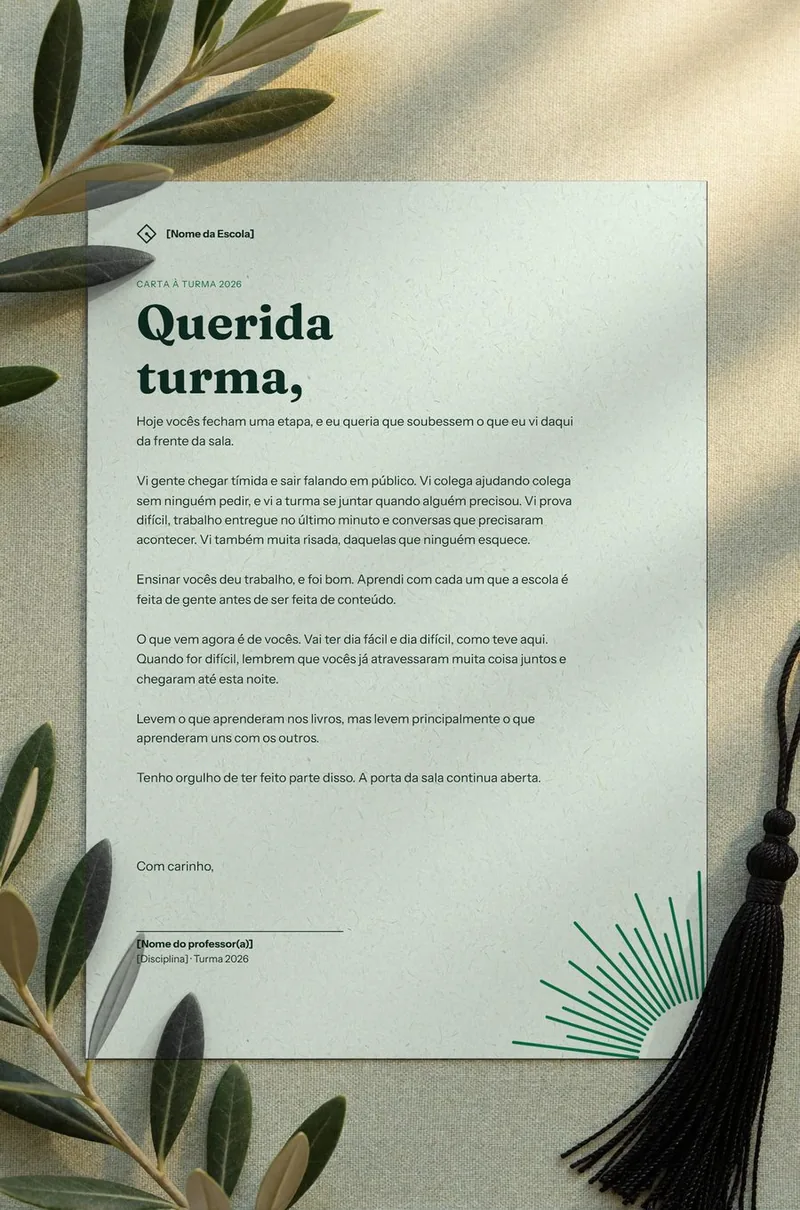 [Nome da Escola]
CARTA À TURMA 2026
Querida
turma,
Hoje vocês fecham uma etapa, e eu queria que soubessem o que eu vi daqui
da frente da sala.
Vi gente chegar tímida e sair falando em público. Vi colega ajudando colega
sem ninguém pedir, e vi a turma se juntar quando alguém precisou. Vi prova
difícil, trabalho entregue no último minuto e conversas que precisaram
acontecer. Vi também muita risada, daquelas que ninguém esquece.
Ensinar vocês deu trabalho, e foi bom. Aprendi com cada um que a escola é
feita de gente antes de ser feita de conteúdo.
O que vem agora é de vocês. Vai ter dia fácil e dia difícil, como teve aqui.
Quando for difícil, lembrem que vocês já atravessaram muita coisa juntos e
chegaram até esta noite.
Levem o que aprenderam nos livros, mas levem principalmente o que
aprenderam uns com os outros.
Tenho orgulho de ter feito parte disso. A porta da sala continua aberta.
Com carinho,
[Nome do professor(a)]
[Disciplina] · Turma 2026